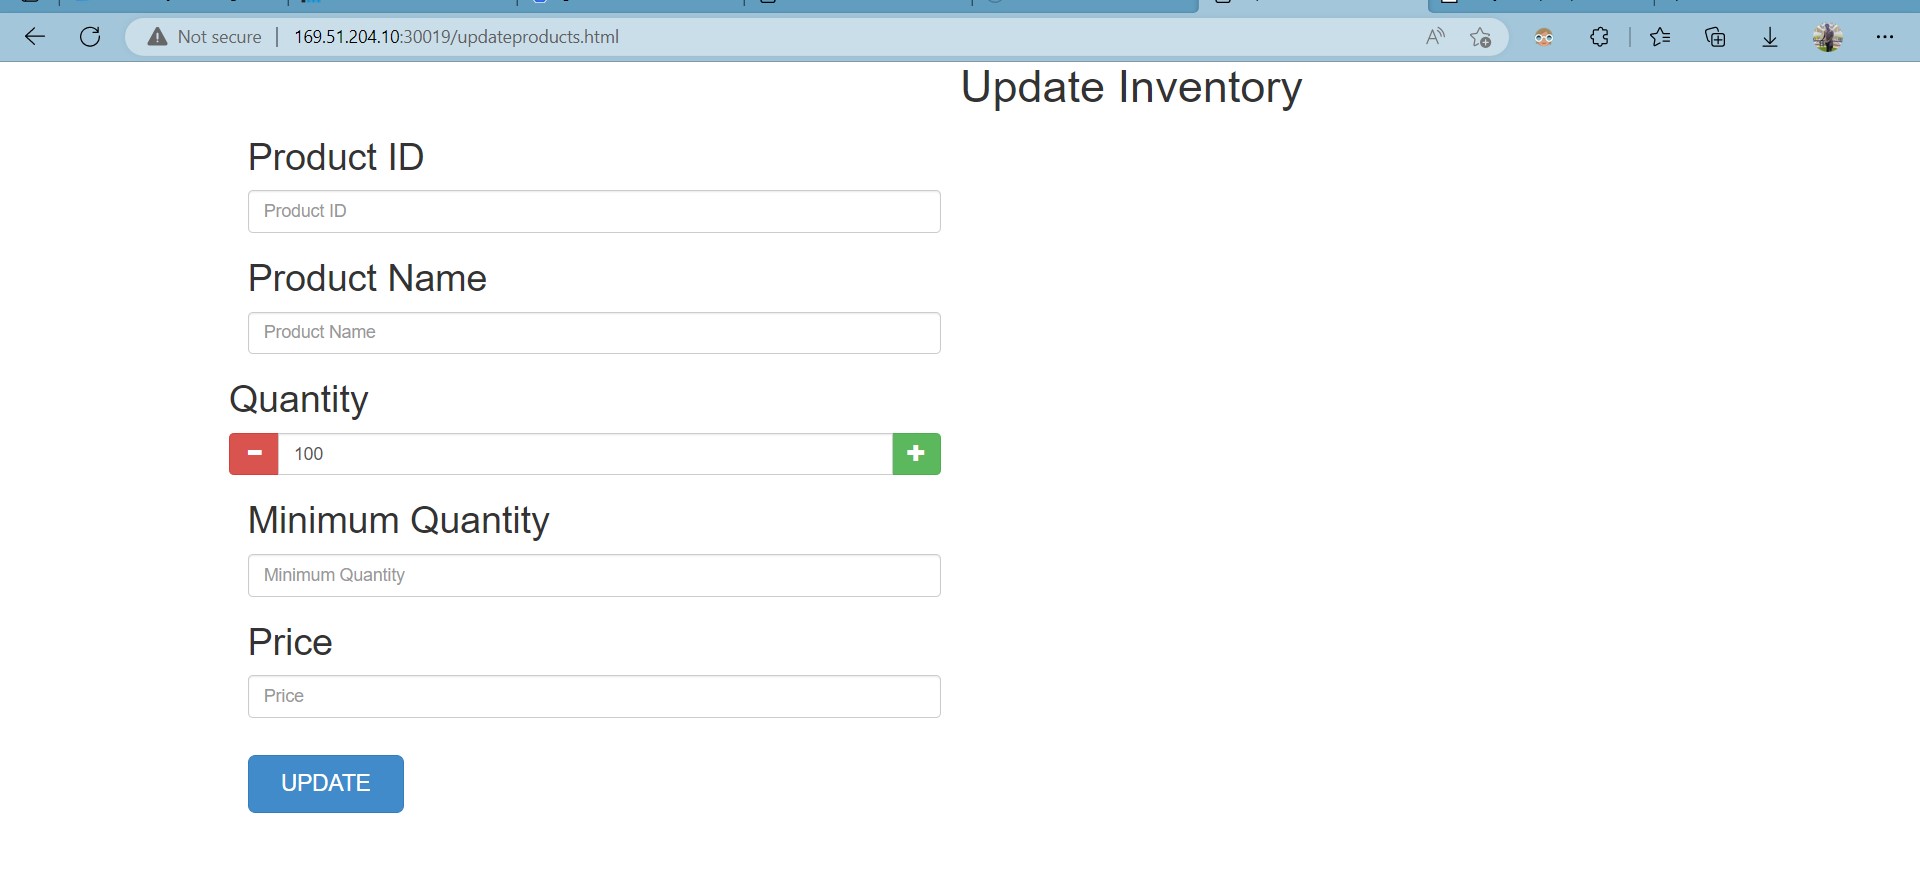 Not secure
169.51.204.10:30019/updateproducts.html
Update Inventory
Product ID
Product ID
Product Name
Product Name
Quantity
100
Minimum Quantity
Minimum Quantity
Price
Price
UPDATE